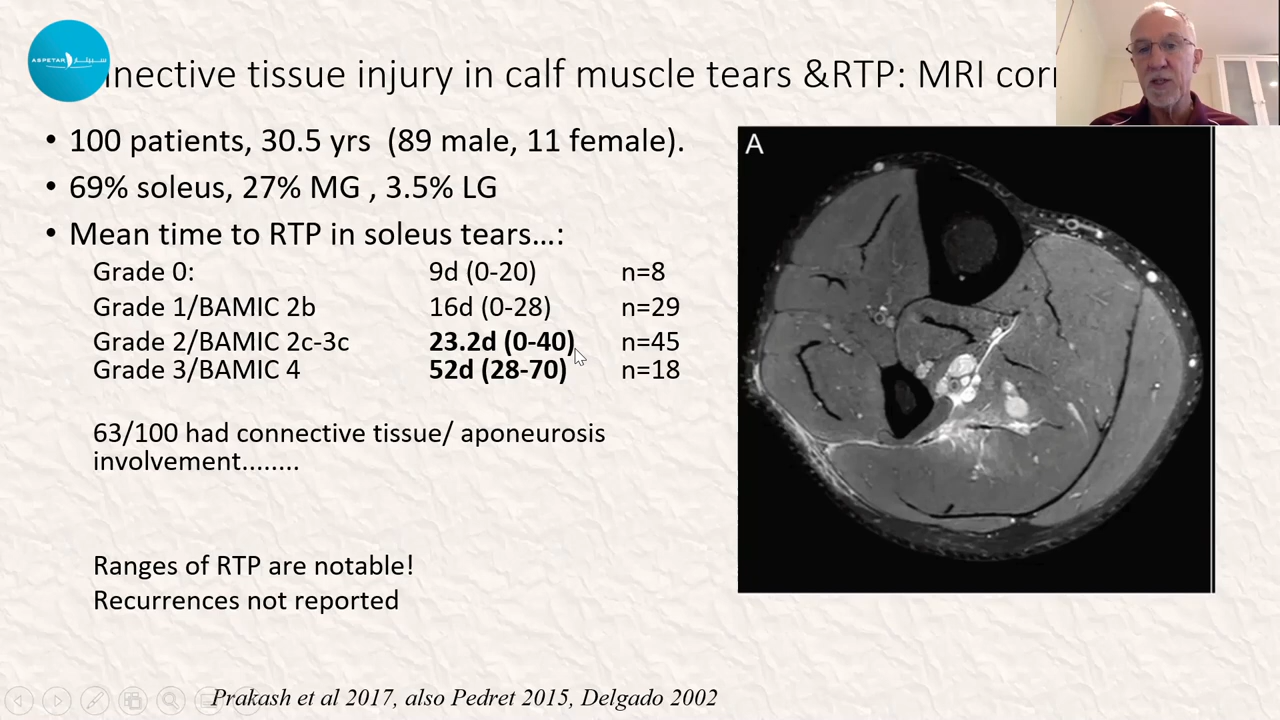 ASPETAR سبيتار
nnective tissue injury in calf muscle tears &RTP: MRI corr
• 100 patients, 30.5 yrs (89 male, 11 female).
• 69% soleus, 27% MG , 3.5% LG
• Mean time to RTP in soleus tears…:
Grade 0: 9d (0-20) n=8
Grade 1/BAMIC 2b 16d (0-28) n=29
Grade 2/BAMIC 2c-3c 23.2d (0-40) n=45
Grade 3/BAMIC 4 52d (28-70) n=18
63/100 had connective tissue/ aponeurosis
involvement........
Ranges of RTP are notable!
Recurrences not reported
A
Prakash et al 2017, also Pedret 2015, Delgado 2002